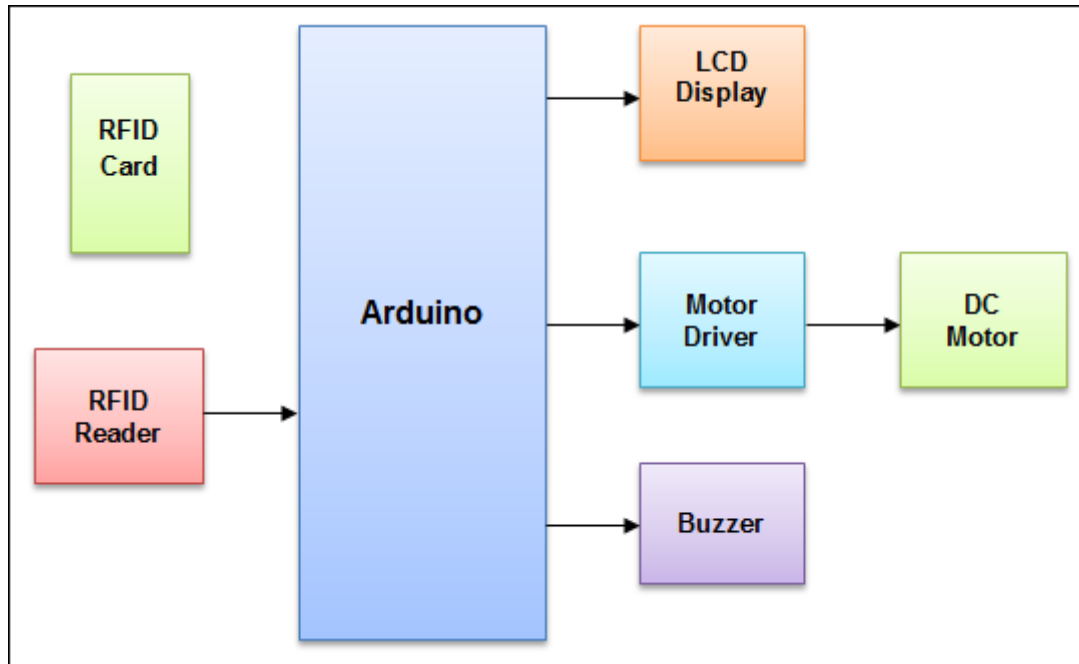 RFID
Card
RFID
Reader
Arduino
LCD
Display
Motor
Driver
DC
Motor
Buzzer